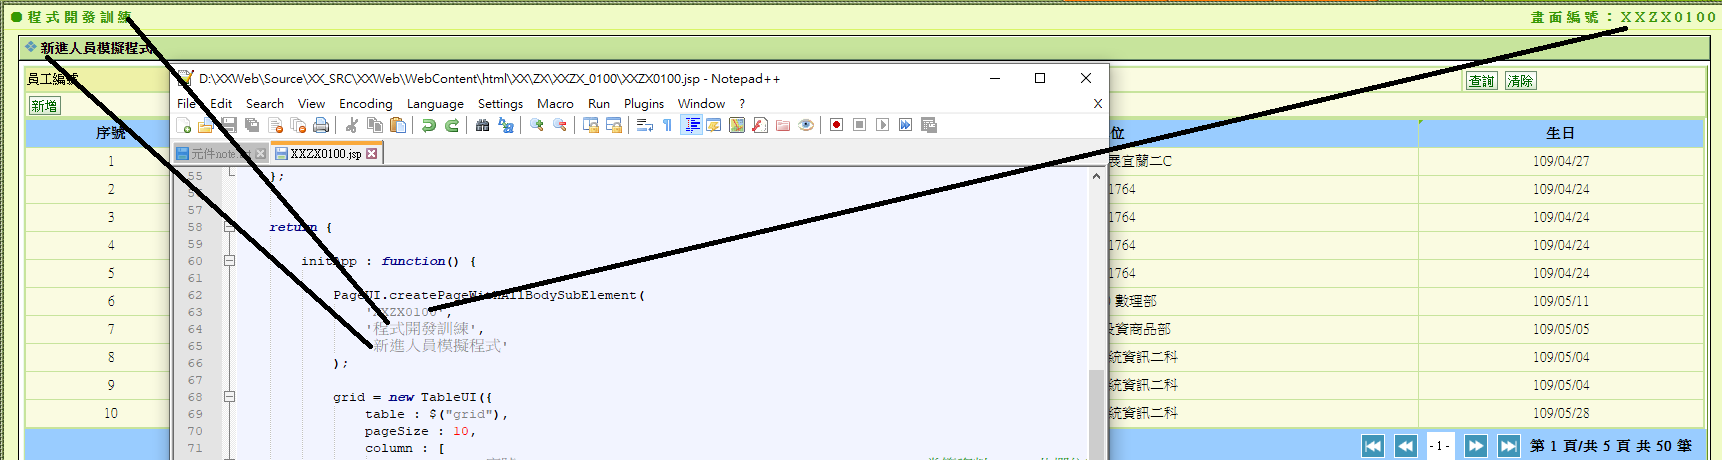 程式開發訓練
畫面編號：XXZX0100
新進人員模擬程式
員工編號
查詢 清除
新增
序號 位 生日
1 展宜蘭二C 109/04/27
2 1764 109/04/24
3 1764 109/04/24
4 1764 109/04/24
5 1764 109/04/24
6 數理部 109/05/11
7 投資商品部 109/05/05
8 統資訊二科 109/05/04
9 統資訊二科 109/05/04
10 統資訊二科 109/05/28
- 1 - 第 1 頁/共 5 頁 共 50 筆
D:\XXWeb\Source\XX_SRC\XXWeb\WebContent\html\XX\ZX\XXZX_0100\XXZX0100.jsp - Notepad++
File Edit Search View Encoding Language Settings Macro Run Plugins Window ? X
元件note.txt XXZX0100.jsp
55 };
56
57
58 return {
59
60 initApp : function() {
61
62 PageUI.createPageWithAllBodySubElement(
63 'XXZX0100',
64 '程式開發訓練',
65 '新進人員模擬程式'
66 );
67
68 grid = new TableUI({
69 table : $("grid"),
70 pageSize : 10,
71 column : [